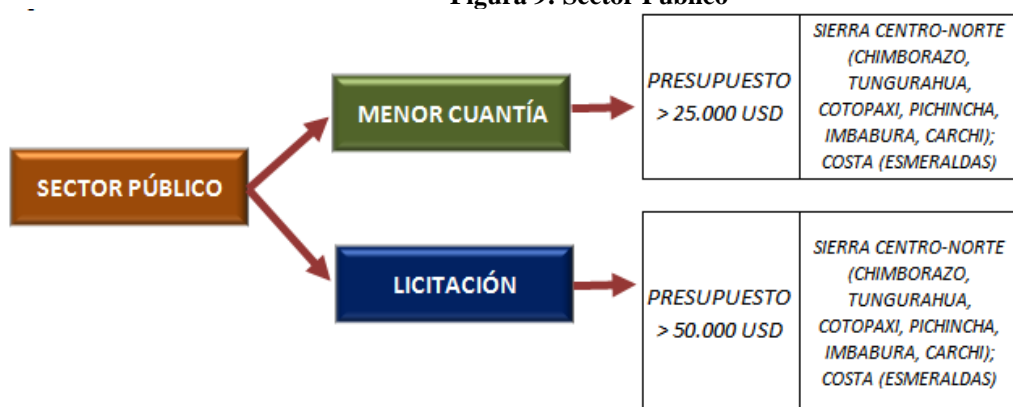 Figura 9. Sector Público
SECTOR PÚBLICO
MENOR CUANTÍA
PRESUPUESTO
> 25.000 USD
SIERRA CENTRO-NORTE
(CHIMBORAZO,
TUNGURAHUA,
COTOPAXI, PICHINCHA,
IMBABURA, CARCHI);
COSTA (ESMERALDAS)
LICITACIÓN
PRESUPUESTO
> 50.000 USD
SIERRA CENTRO-NORTE
(CHIMBORAZO,
TUNGURAHUA,
COTOPAXI, PICHINCHA,
IMBABURA, CARCHI);
COSTA (ESMERALDAS)